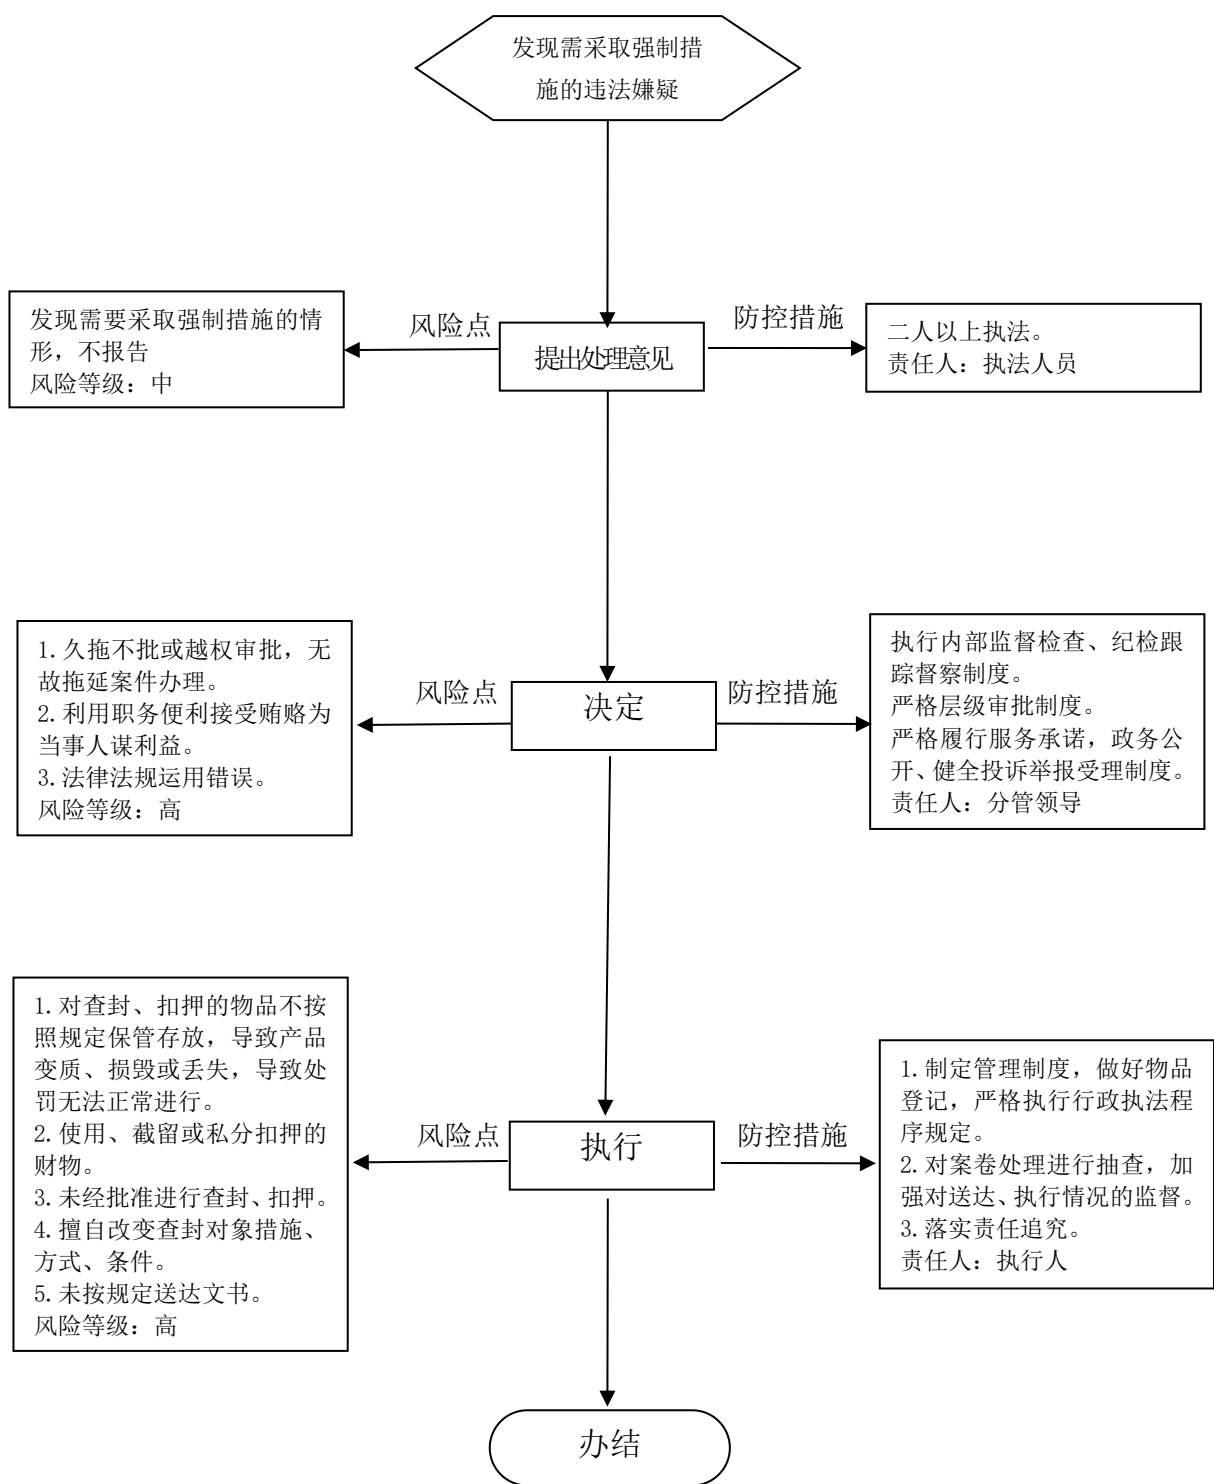 发现需采取强制措
施的违法嫌疑
发现需要采取强制措施的情
形，不报告
风险等级：中
风险点
提出处理意见
防控措施
二人以上执法。
责任人：执法人员
1.久拖不批或越权审批，无
故拖延案件办理。
2.利用职务便利接受贿赂为
当事人谋利益。
3.法律法规运用错误。
风险等级：高
风险点
决定
防控措施
执行内部监督检查、纪检跟
踪督察制度。
严格层级审批制度。
严格履行服务承诺，政务公
开、健全投诉举报受理制度。
责任人：分管领导
1.对查封、扣押的物品不按
照规定保管存放，导致产品
变质、损毁或丢失，导致处
罚无法正常进行。
2.使用、截留或私分扣押的
财物。
3.未经批准进行查封、扣押。
4.擅自改变查封对象措施、
方式、条件。
5.未按规定送达文书。
风险等级：高
风险点
执行
防控措施
1.制定管理制度，做好物品
登记，严格执行行政执法程
序规定。
2.对案卷处理进行抽查，加
强对送达、执行情况的监督。
3.落实责任追究。
责任人：执行人
办结